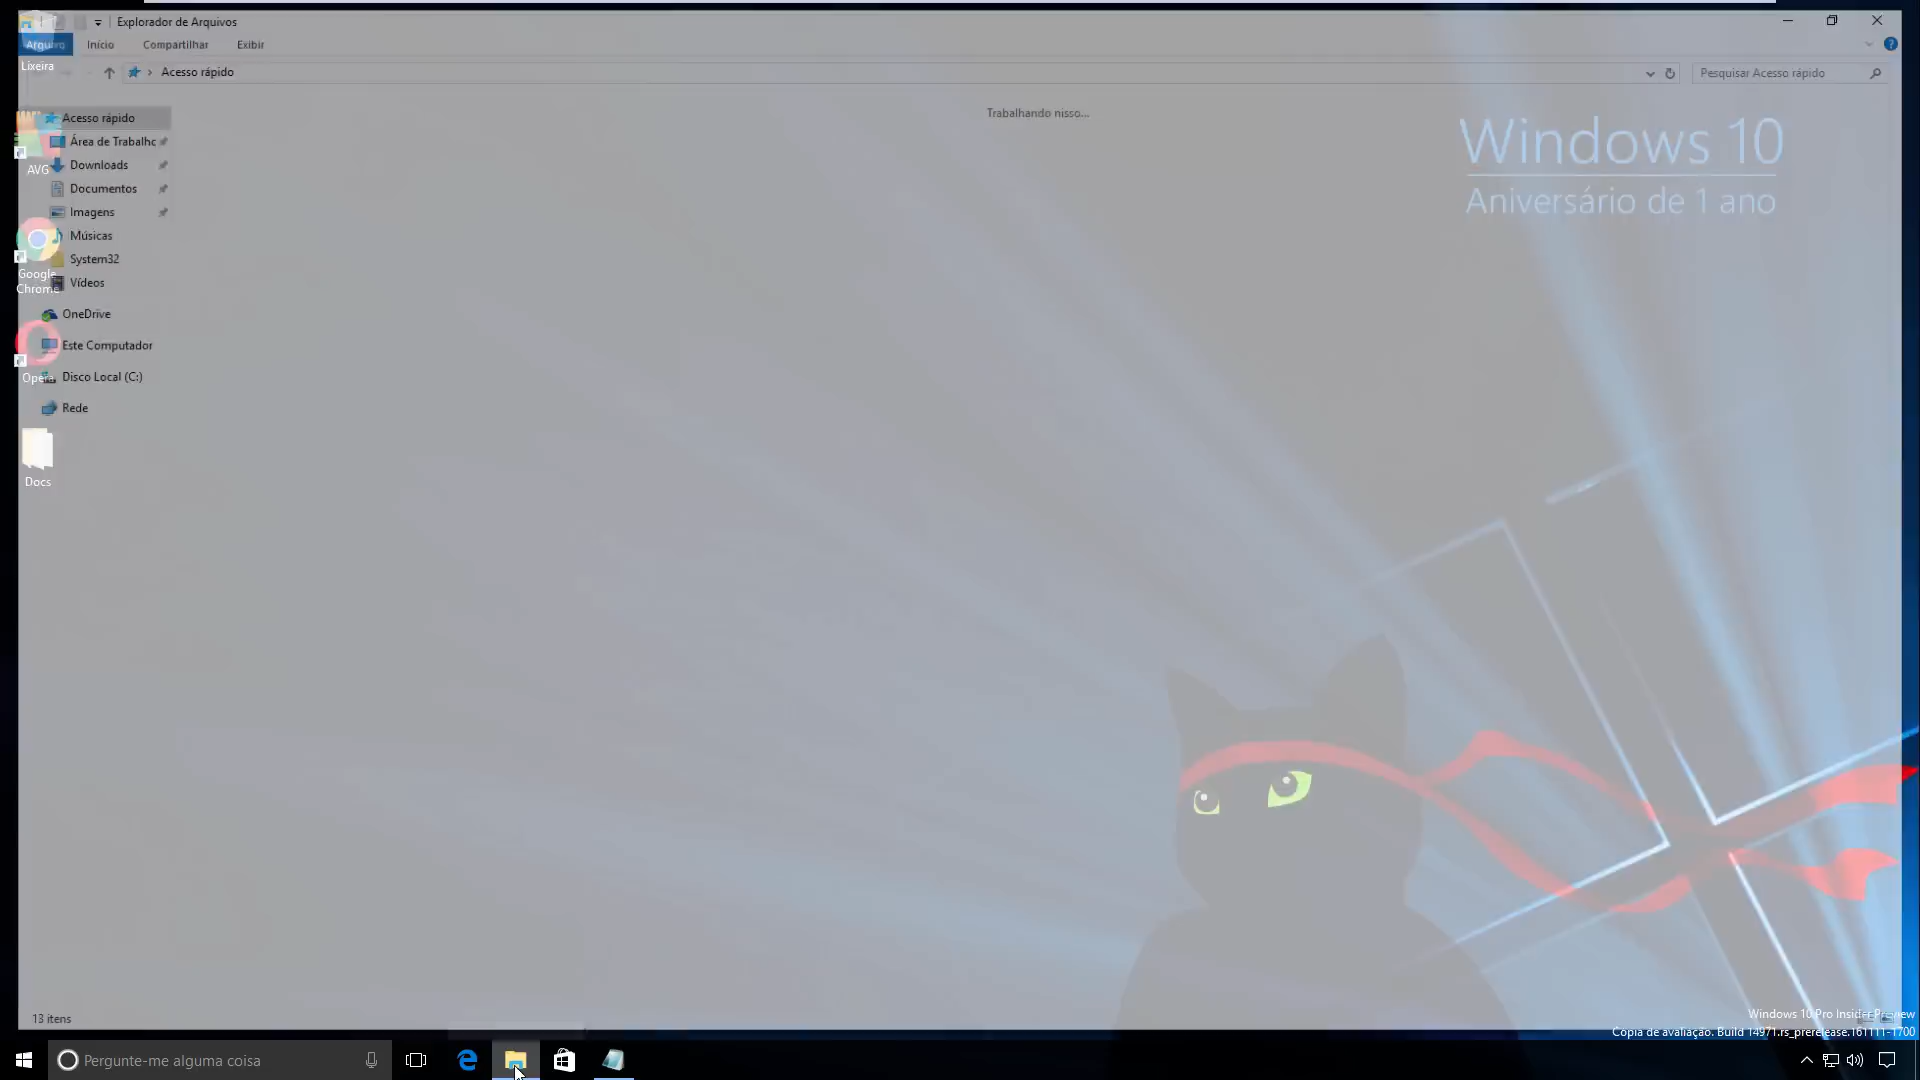 Explorador de Arquivos
Arquivo Início Compartilhar Exibir
Acesso rápido
Pesquisar Acesso rápido
Trabalhando nisso...
Lixeira
AVG
Google
Chrome
Opera
Docs
Acesso rápido
Área de Trabalhc
Downloads
Documentos
Imagens
Músicas
System32
Vídeos
OneDrive
Este Computador
Disco Local (C:)
Rede
Windows 10
Aniversário de 1 ano
13 itens
Windows 10 Pro Insider Preview
Cópia de avaliação. Build 14971.rs_prerelease.161111-1700
Pergunte-me alguma coisa